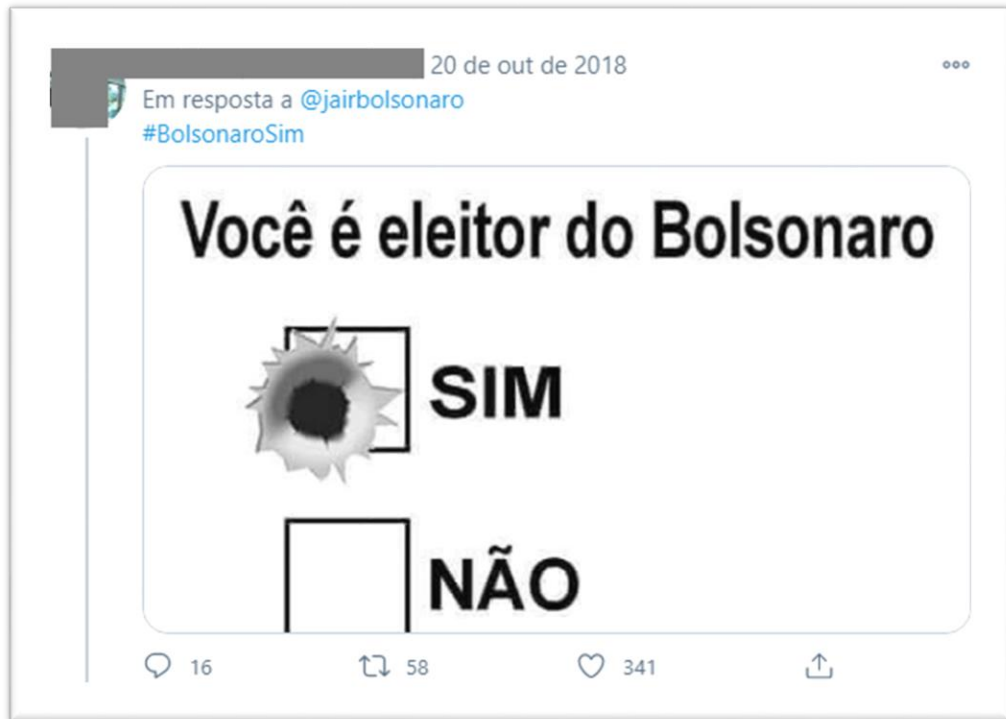 20 de out de 2018
Em resposta a @jairbolsonaro
#BolsonaroSim
Você é eleitor do Bolsonaro
SIM
NÃO
16 58 341